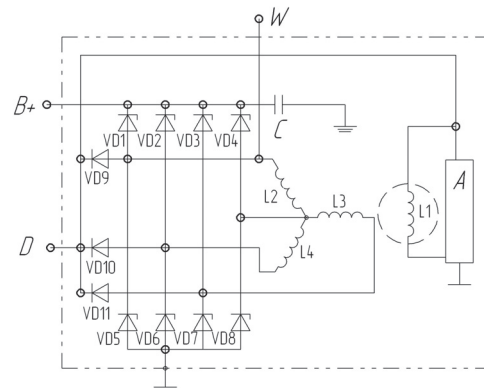 W
B+
VD1 VD2 VD3 VD4
C
VD9
L2
L3
L1
A
D
VD10
L4
VD11
VD5 VD6 VD7 VD8